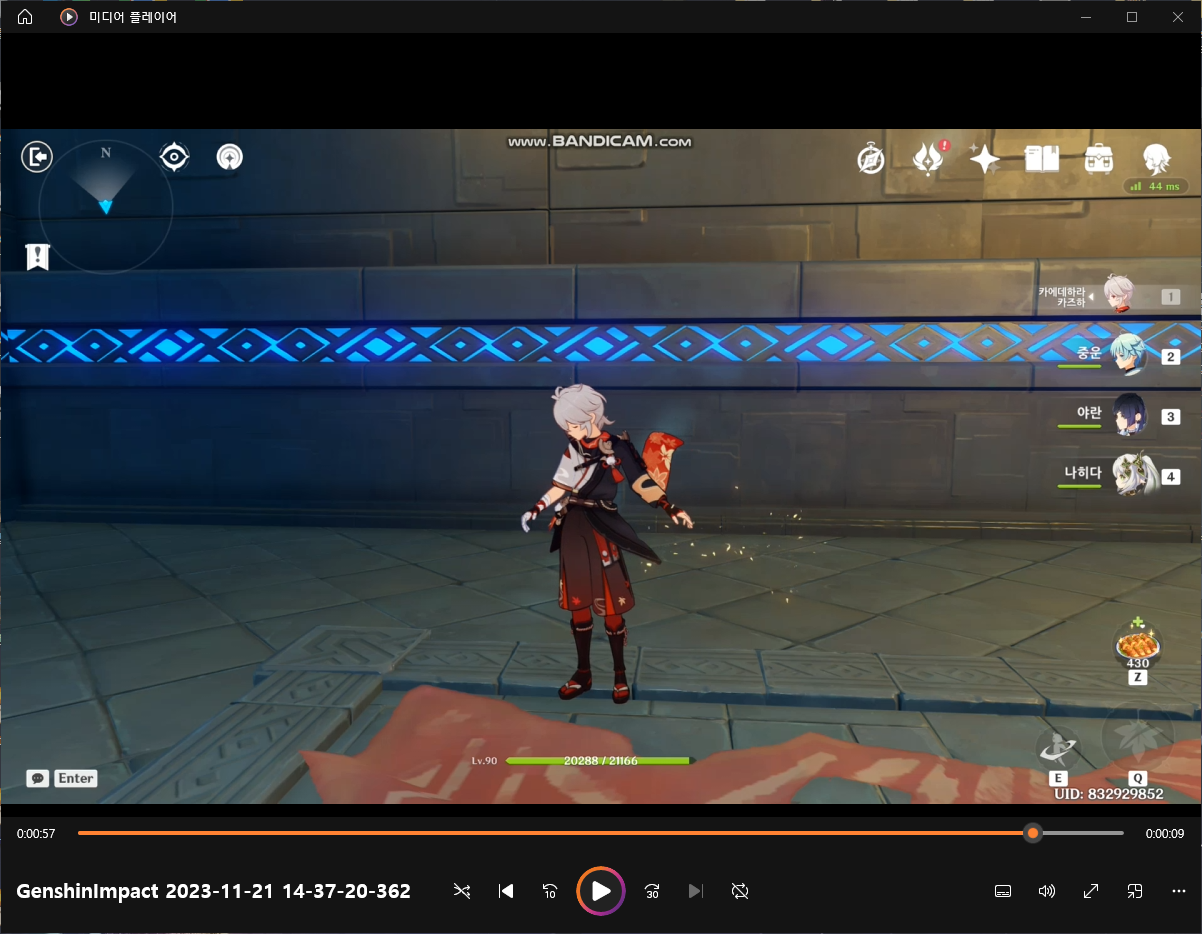 미디어 플레이어
www.BANDICAM.com
N
44 ms
카에데하라
카즈하
1
중운
2
야란
3
나히다
4
430
Z
Lv.90
20288 / 21166
Enter
E
Q
UID: 832929852
0:00:57
0:00:09
GenshinImpact 2023-11-21 14-37-20-362
10
30